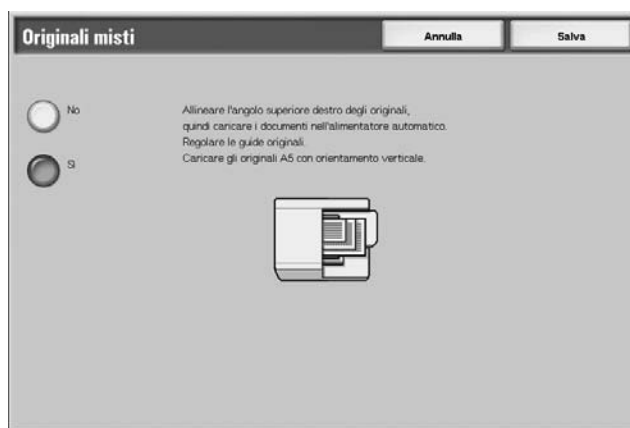 Originali misti
Annulla
Salva
No
Allineare l'angolo superiore destro degli originali,
quindi caricare i documenti nell'alimentatore automatico.
Regolare le guide originali.
Sì
Caricare gli originali A5 con orientamento verticale.